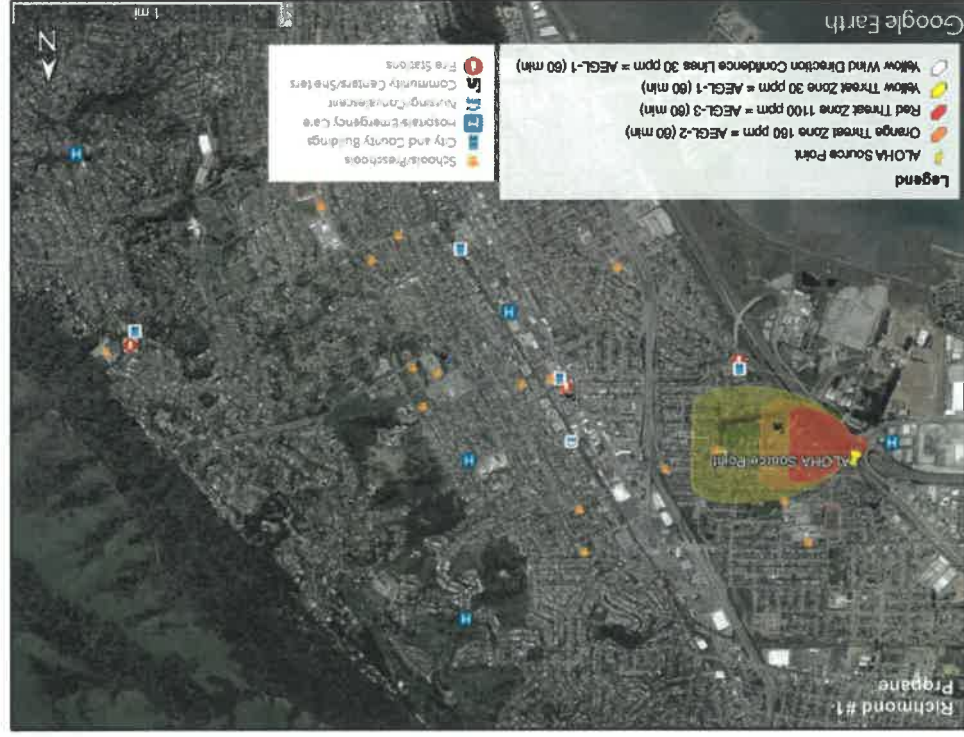 Richmond #1-
Propane
ALOHA Source Point
Legend
ALOHA Source Point
Orange Threat Zone 160 ppm = AEGL-2 (60 min)
Red Threat Zone 1100 ppm = AEGL-3 (60 min)
Yellow Threat Zone 30 ppm = AEGL-1 (60 min)
Yellow Wind Direction Confidence Lines 30 ppm = AEGL-1 (60 min)
Schools/Preschools
City and County Buildings
Hospitals/Emergency Care
Nursing/Convalescent
Community Centers/Shelters
Fire Stations
Google Earth
N
1 mi